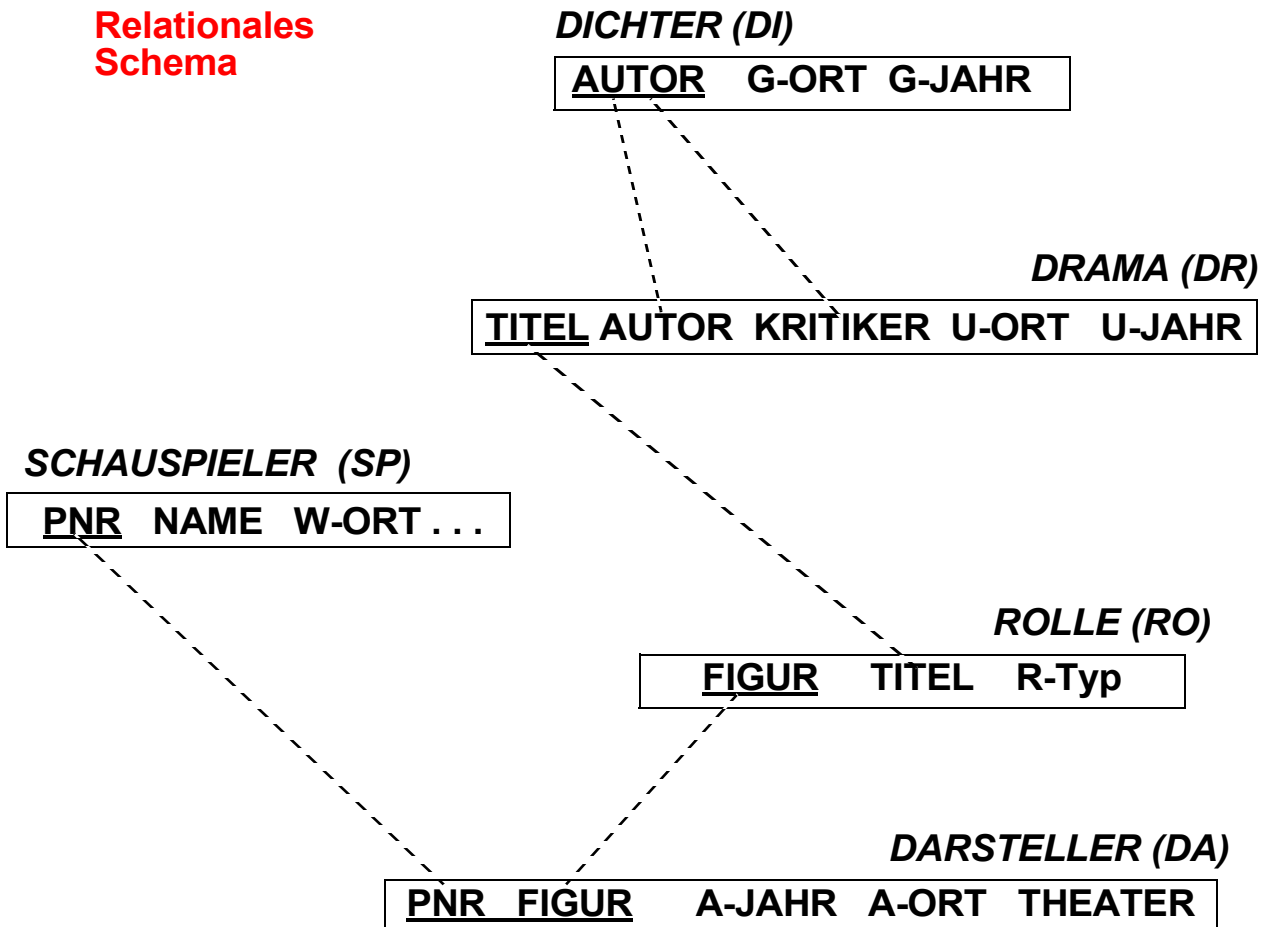 Relationales
Schema
DICHTER (DI)
AUTOR G-ORT G-JAHR
DRAMA (DR)
TITEL AUTOR KRITIKER U-ORT U-JAHR
SCHAUSPIELER (SP)
PNR NAME W-ORT . . .
ROLLE (RO)
FIGUR TITEL R-Typ
DARSTELLER (DA)
PNR FIGUR A-JAHR A-ORT THEATER